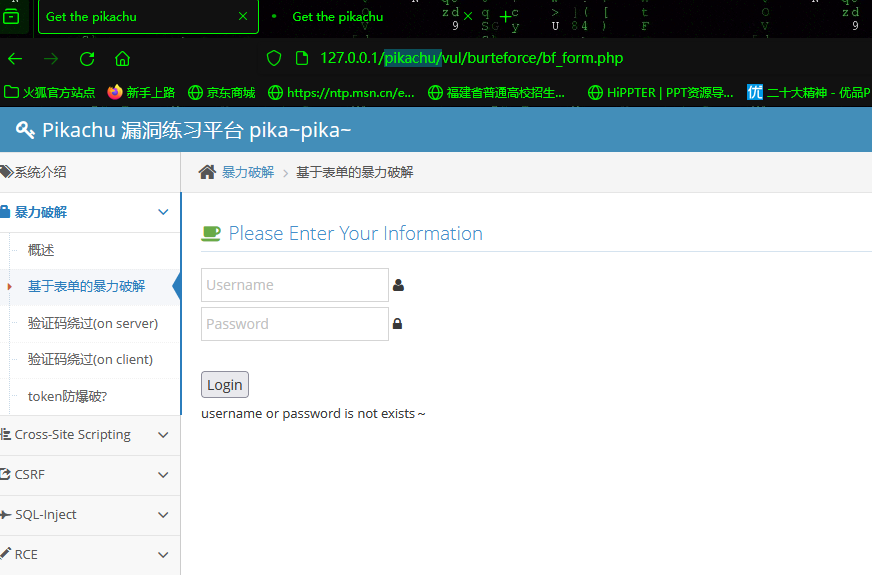 Get the pikachu
Get the pikachu
127.0.0.1/pikachu/vul/burteforce/bf_form.php
火狐官方站点 新手上路 京东商城 https://ntp.msn.cn/e... 福建省普通高校招生... HiPPTER | PPT资源导... 优 二十大精神 - 优品P
Pikachu 漏洞练习平台 pika~pika~
系统介绍
暴力破解
概述
基于表单的暴力破解
验证码绕过(on server)
验证码绕过(on client)
token防爆破?
Cross-Site Scripting
CSRF
SQL-Inject
RCE
暴力破解 > 基于表单的暴力破解
Please Enter Your Information
Username
Password
Login
username or password is not exists～